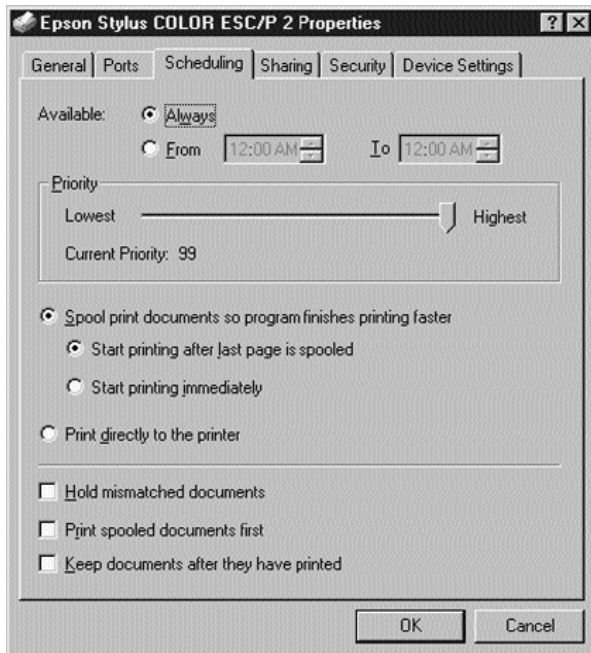 Epson Stylus COLOR ESC/P 2 Properties
General Ports Scheduling Sharing Security Device Settings
Available: Always
From 12:00 AM To 12:00 AM
Priority
Lowest Highest
Current Priority: 99
Spool print documents so program finishes printing faster
Start printing after last page is spooled
Start printing immediately
Print directly to the printer
Hold mismatched documents
Print spooled documents first
Keep documents after they have printed
OK Cancel